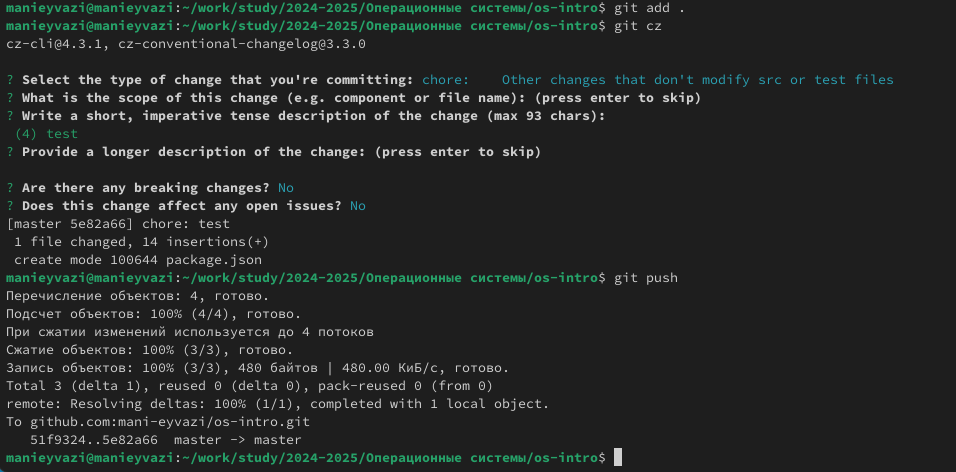 manieyvazi@manieyvazi:~/work/study/2024-2025/Операционные системы/os-intro$ git add .
manieyvazi@manieyvazi:~/work/study/2024-2025/Операционные системы/os-intro$ git cz
cz-cli@4.3.1, cz-conventional-changelog@3.3.0
? Select the type of change that you're committing: chore:    Other changes that don't modify src or test files
? What is the scope of this change (e.g. component or file name): (press enter to skip)
? Write a short, imperative tense description of the change (max 93 chars):
 (4) test
? Provide a longer description of the change: (press enter to skip)
? Are there any breaking changes? No
? Does this change affect any open issues? No
[master 5e82a66] chore: test
 1 file changed, 14 insertions(+)
 create mode 100644 package.json
manieyvazi@manieyvazi:~/work/study/2024-2025/Операционные системы/os-intro$ git push
Перечисление объектов: 4, готово.
Подсчет объектов: 100% (4/4), готово.
При сжатии изменений используется до 4 потоков
Сжатие объектов: 100% (3/3), готово.
Запись объектов: 100% (3/3), 480 байтов | 480.00 КиБ/с, готово.
Total 3 (delta 1), reused 0 (delta 0), pack-reused 0 (from 0)
remote: Resolving deltas: 100% (1/1), completed with 1 local object.
To github.com:mani-eyvazi/os-intro.git
   51f9324..5e82a66  master -> master
manieyvazi@manieyvazi:~/work/study/2024-2025/Операционные системы/os-intro$